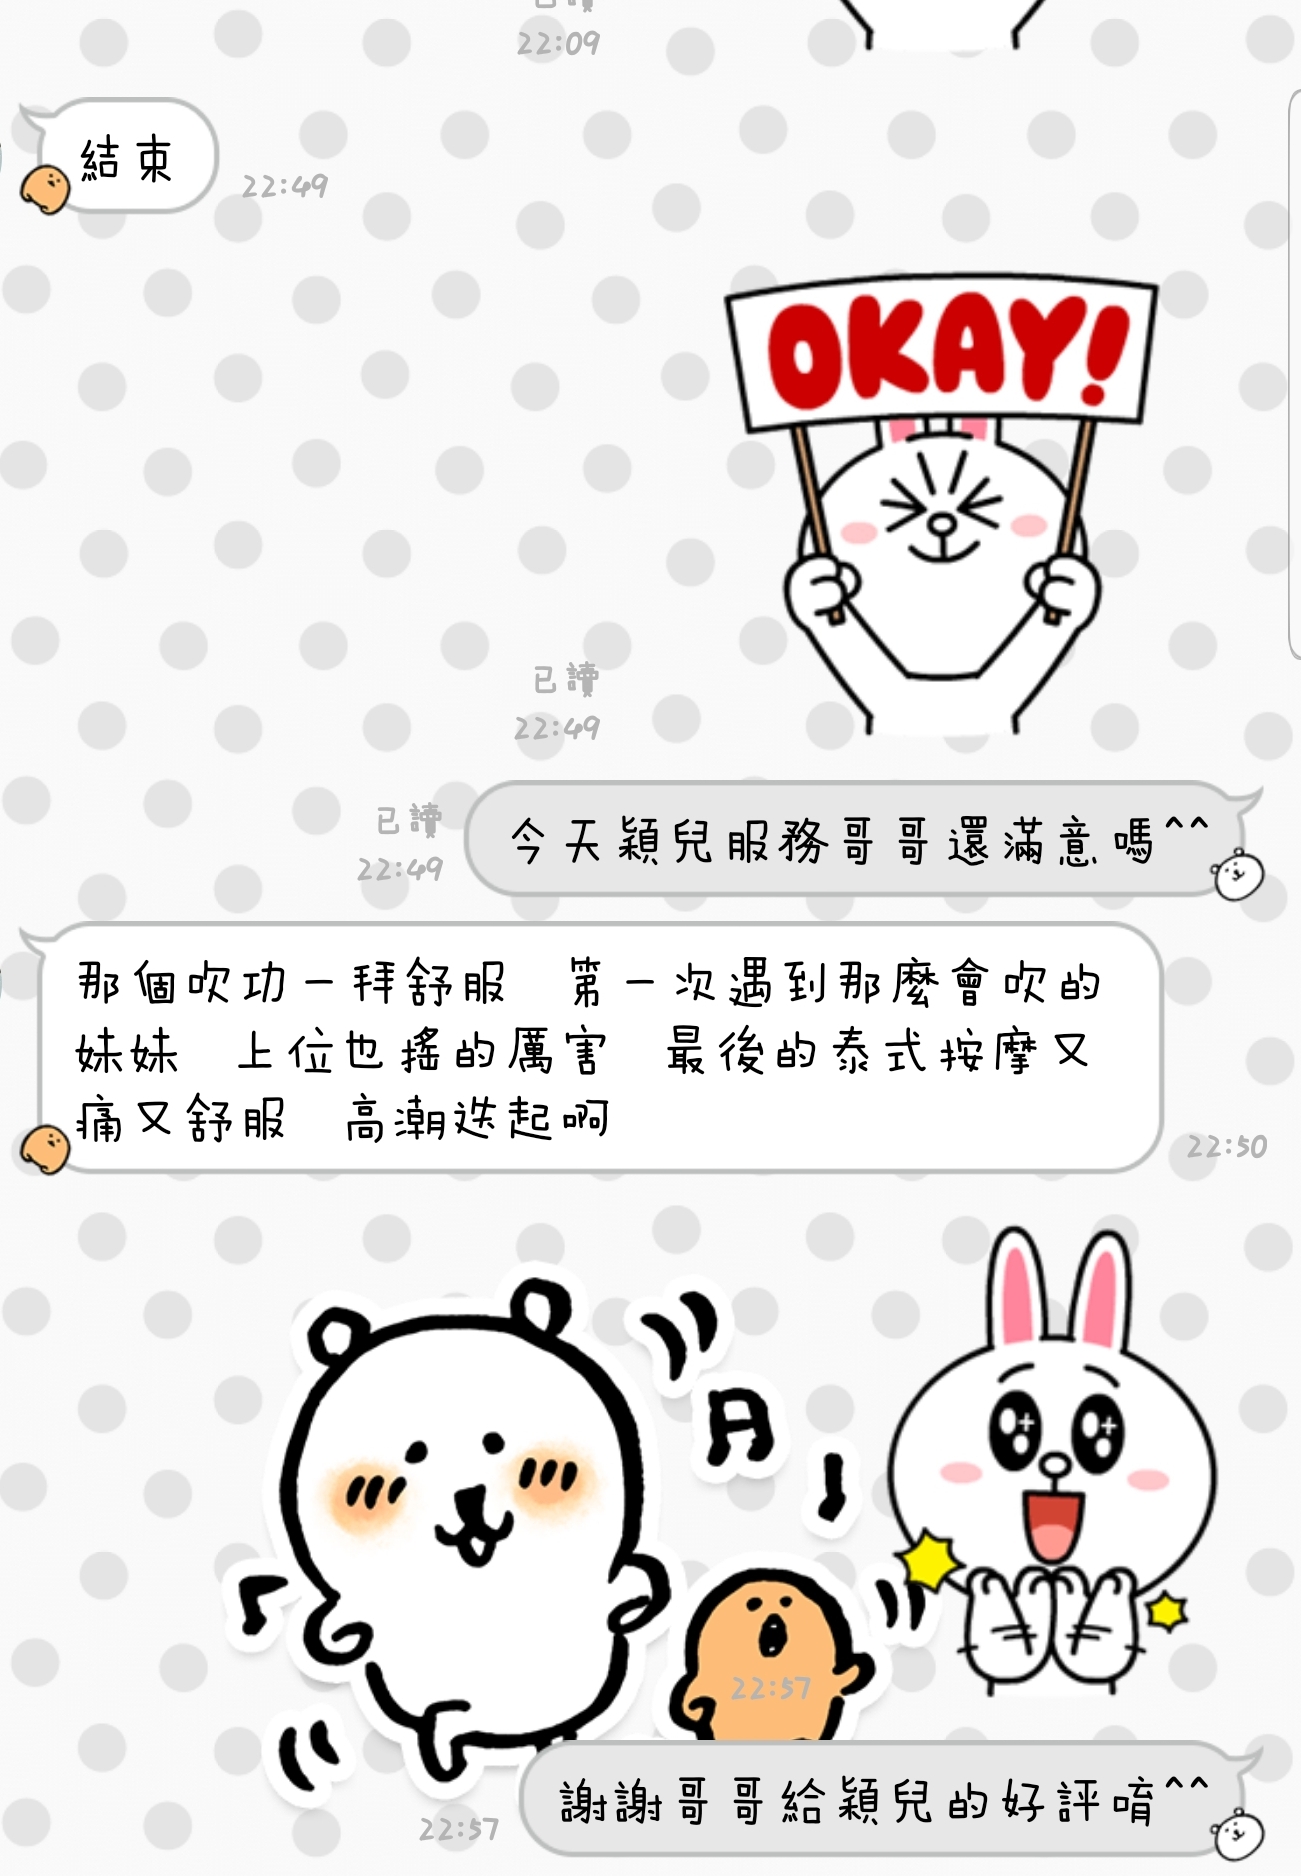 已讀
22:09
結束
22:49
OKAY!
已讀
22:49
已讀
22:49
今天穎兒服務哥哥還滿意嗎^^
那個吹功一拜舒服　第一次遇到那麼會吹的
妹妹　上位也搖的厲害　最後的泰式按摩又
痛又舒服　高潮迭起啊
22:50
22:57
謝謝哥哥給穎兒的好評唷^^
22:57